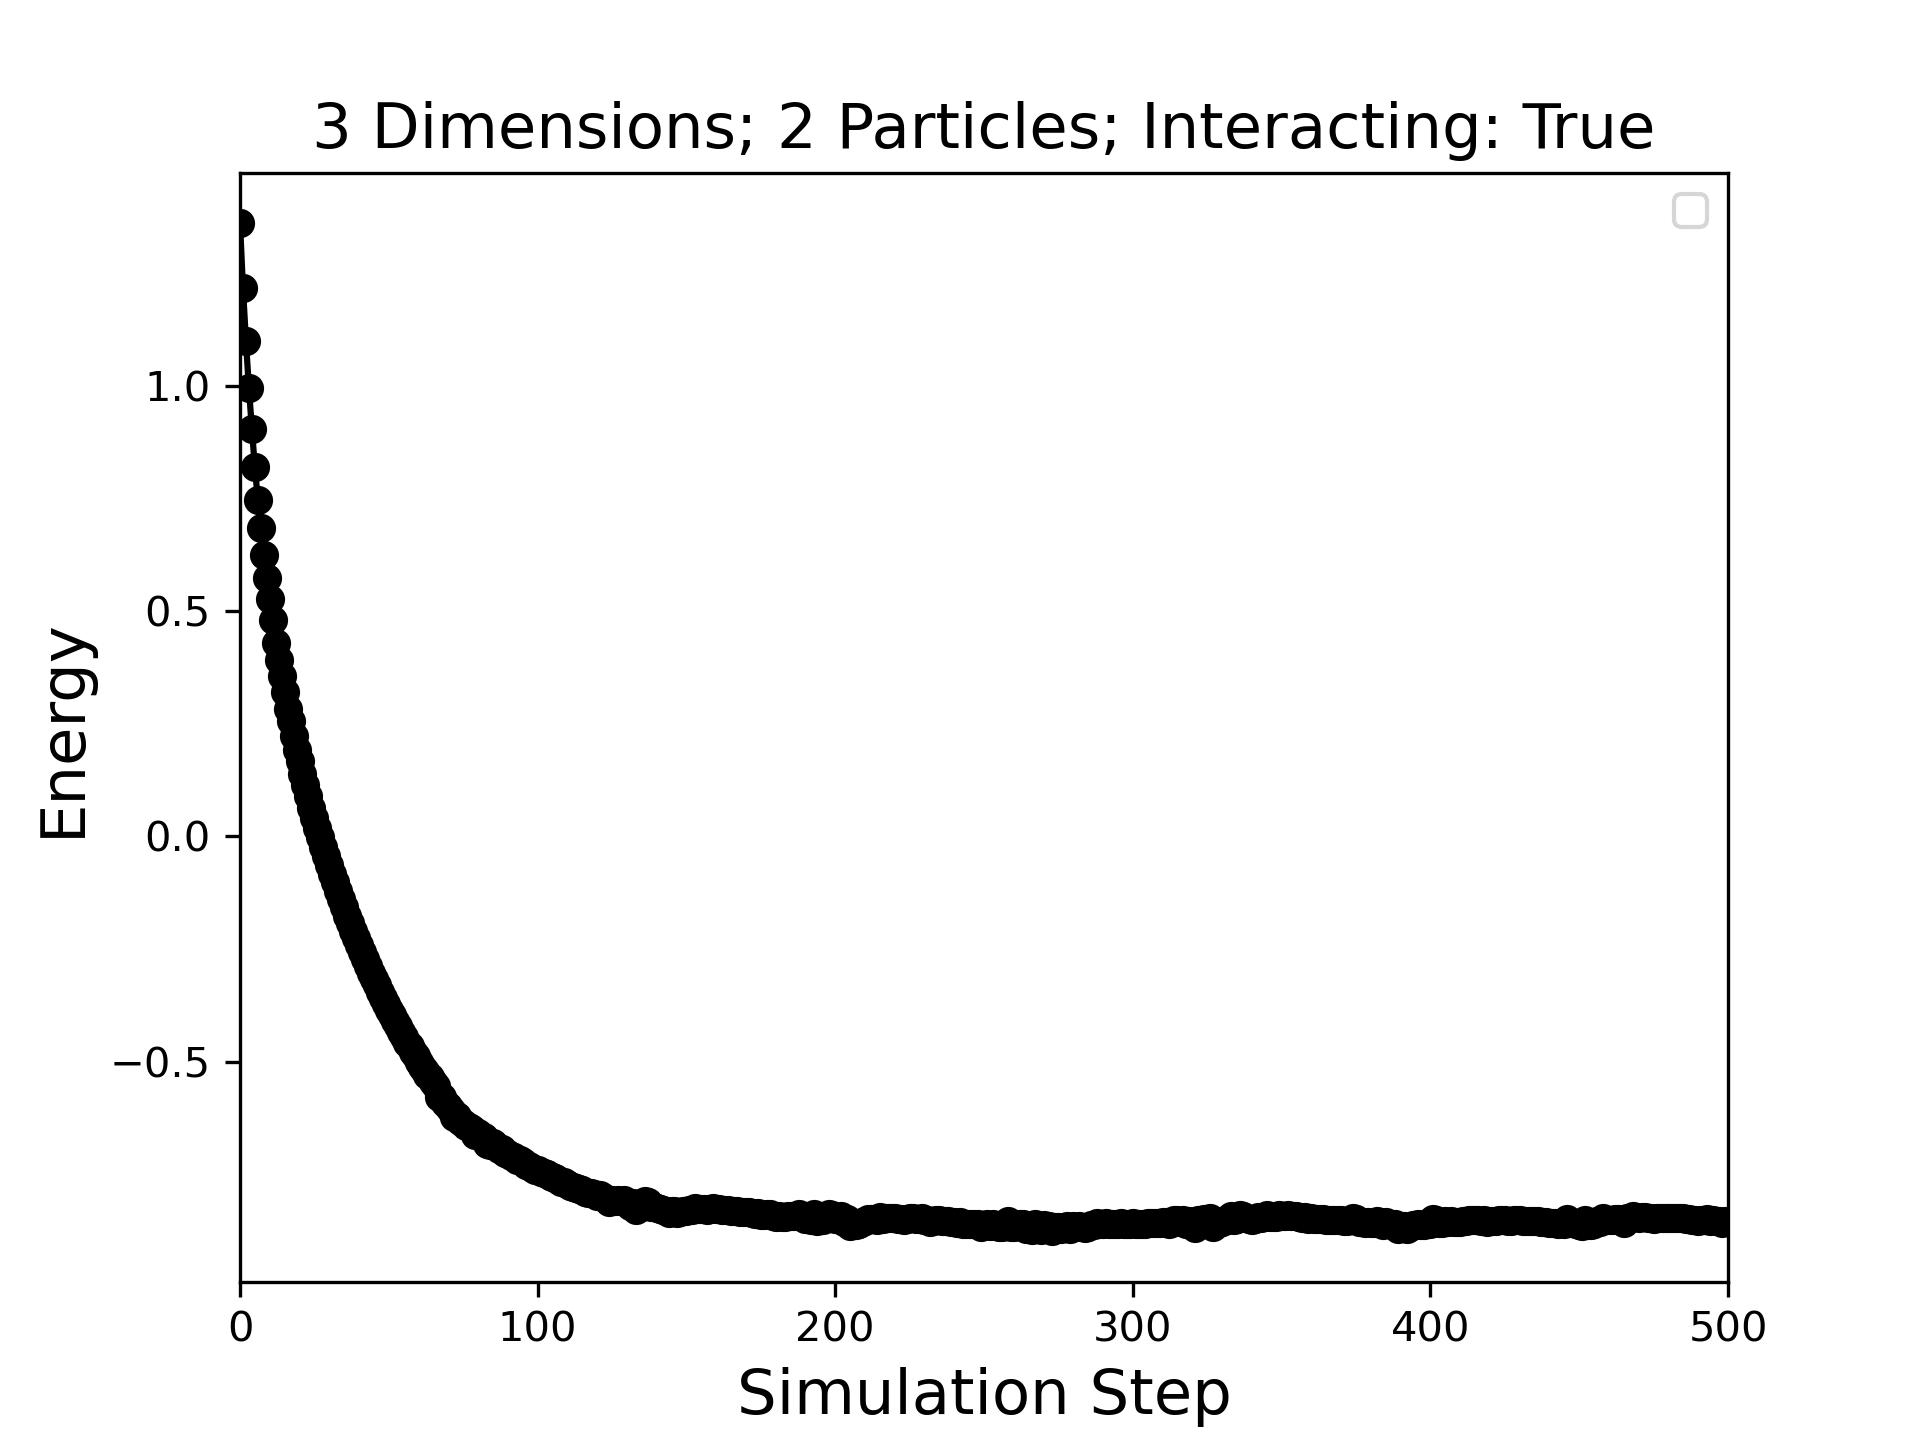 3 Dimensions; 2 Particles; Interacting: True
Energy
1.0
0.5
0.0
−0.5
0 100 200 300 400 500
Simulation Step